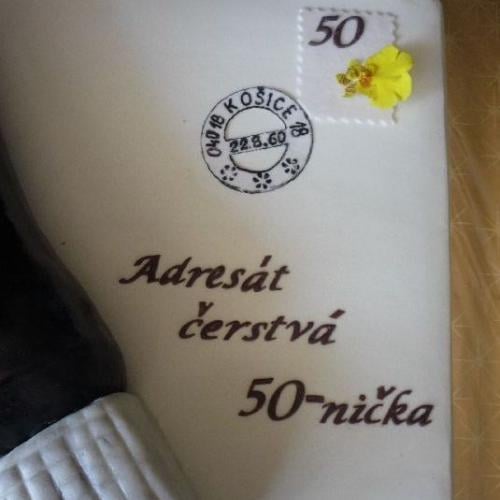 50
04018 KOŠICE 18
22.8.60
Adresát
čerstvá
50-nička